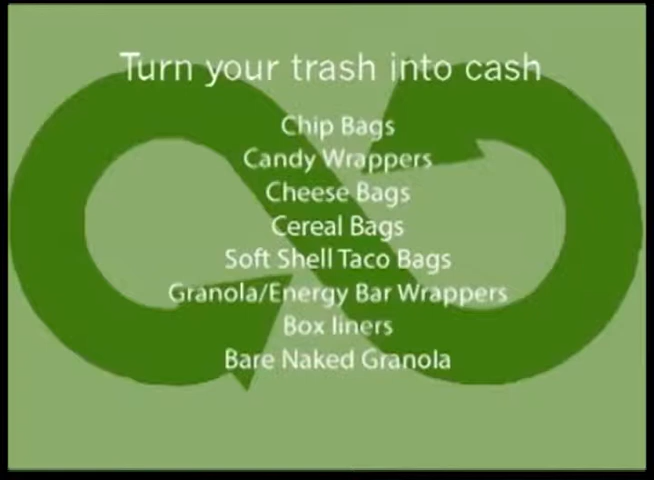 Turn your trash into cash
Chip Bags
Candy Wrappers
Cheese Bags
Cereal Bags
Soft Shell Taco Bags
Granola/Energy Bar Wrappers
Box liners
Bare Naked Granola